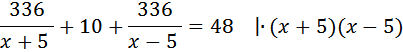 336/(x + 5) + 10 + 336/(x − 5) = 48   |·(x + 5)(x − 5)